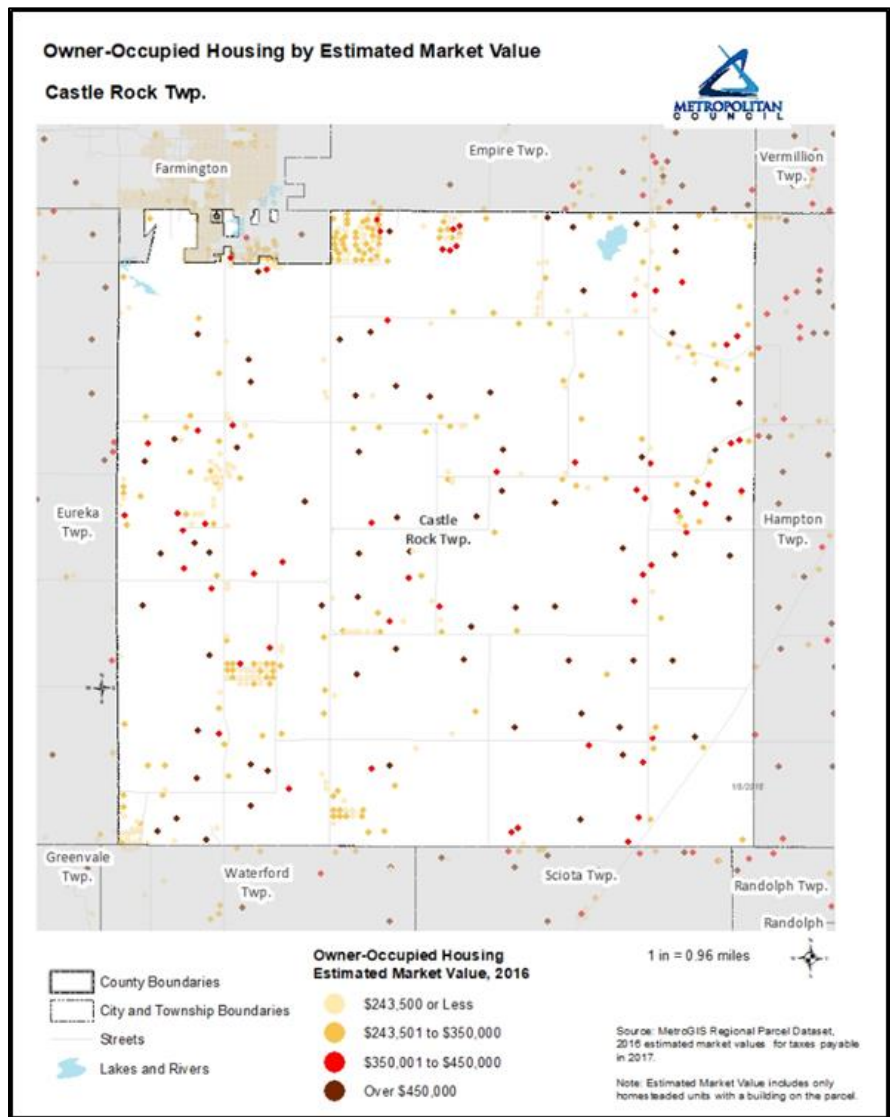 Owner-Occupied Housing by Estimated Market Value
Castle Rock Twp.
METROPOLITAN
COUNCIL
Farmington
Empire Twp.
Vermillion
Twp.
Eureka
Twp.
Castle
Rock Twp.
Hampton
Twp.
1/8/2018
Greenvale
Twp.
Waterford
Twp.
Sciota Twp.
Randolph Twp.
Randolph
Owner-Occupied Housing
Estimated Market Value, 2016
County Boundaries
City and Township Boundaries
Streets
Lakes and Rivers
$243,500 or Less
$243,501 to $350,000
$350,001 to $450,000
Over $450,000
1 in = 0.96 miles
Source: MetroGIS Regional Parcel Dataset,
2016 estimated market values for taxes payable
in 2017.
Note: Estimated Market Value includes only
homesteaded units with a building on the parcel.